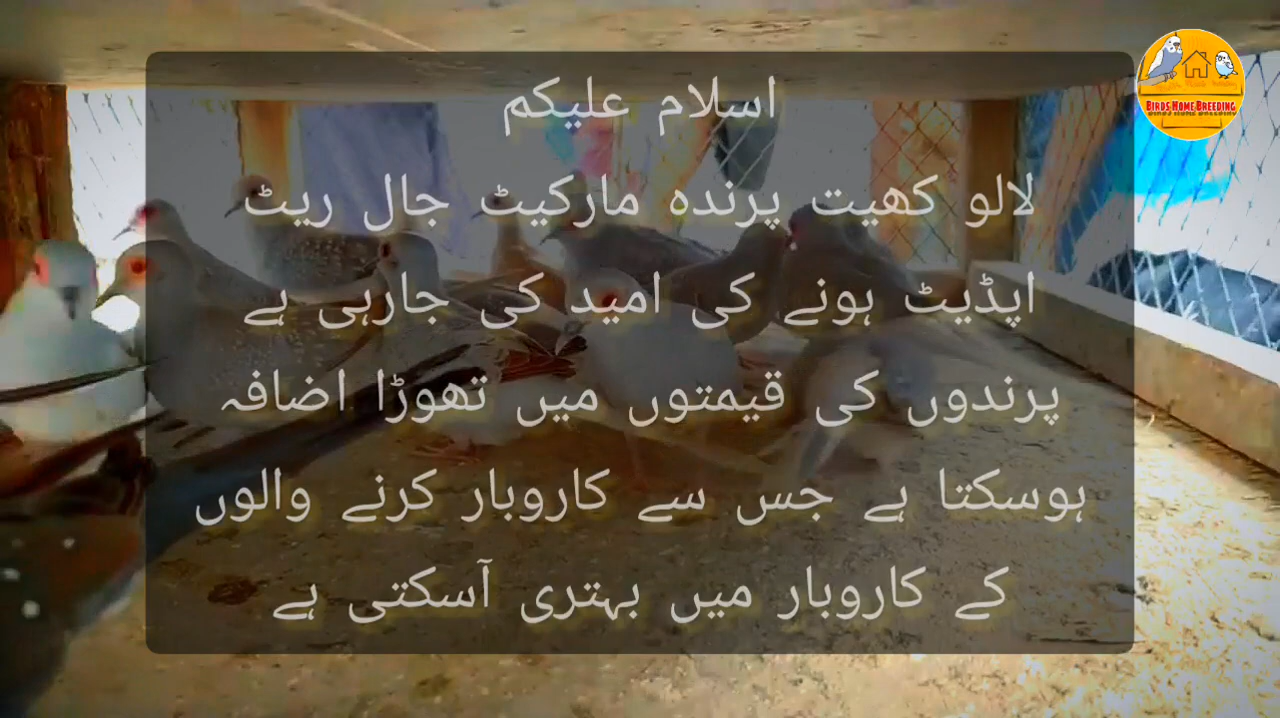 اسلام علیکم
لالو کھیت پرندہ مارکیٹ جال ریٹ
اپڈیٹ ہونے کی امید کی جارہی ہے
پرندوں کی قیمتوں میں تھوڑا اضافہ
ہوسکتا ہے جس سے کاروبار کرنے والوں
کے کاروبار میں بہتری آسکتی ہے
BIRDS HOME BREEDING